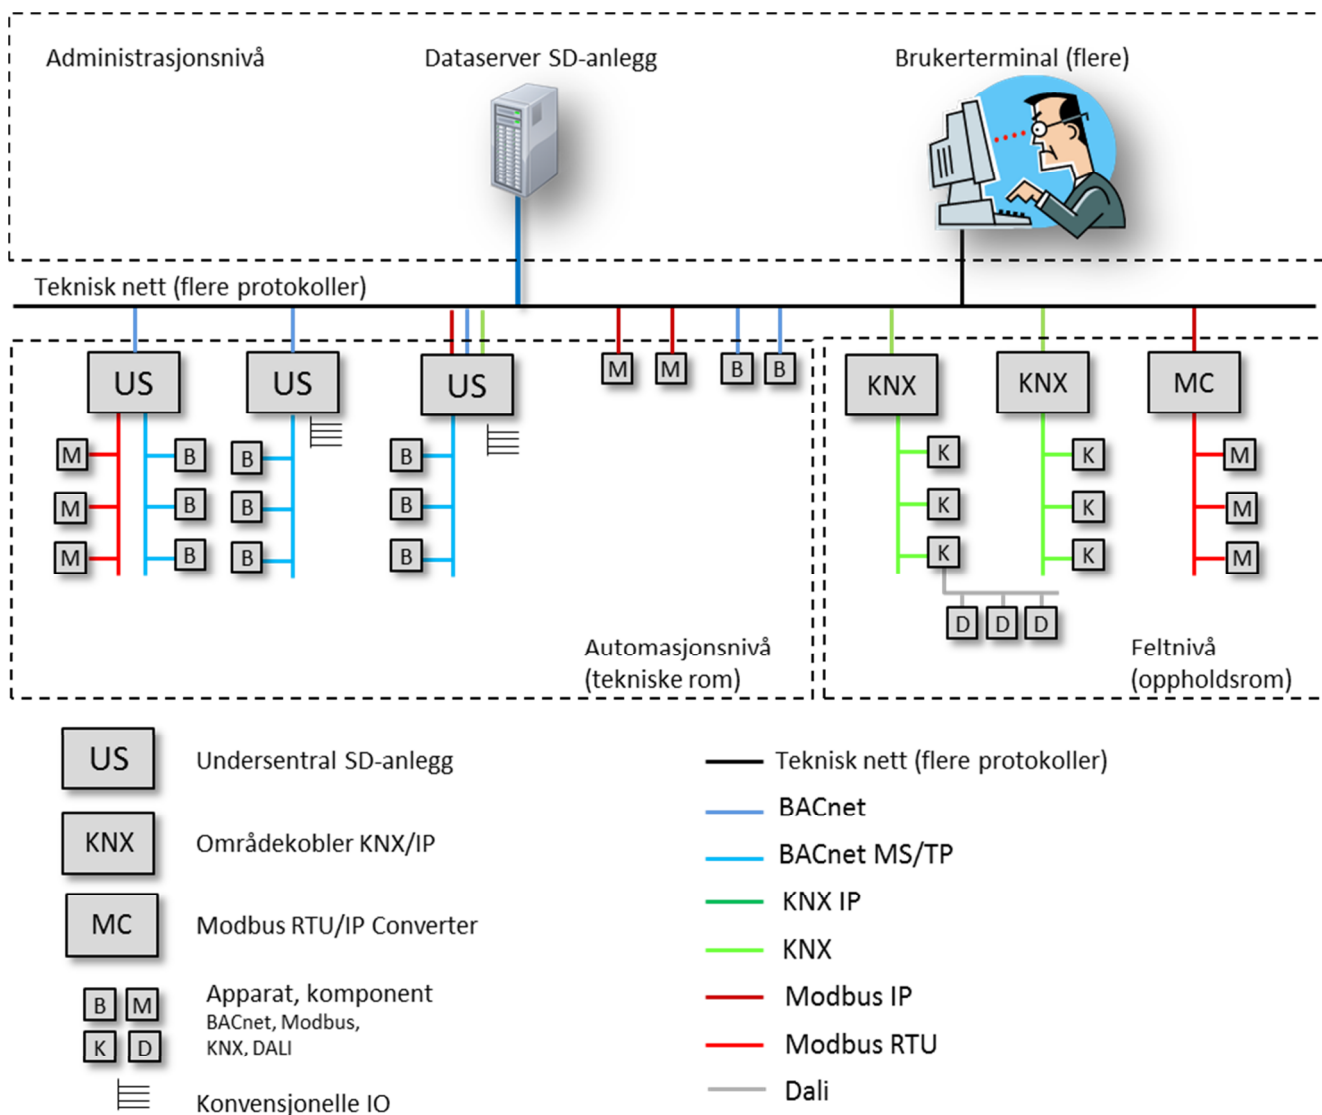 Administrasjonsnivå
Dataserver SD-anlegg
Brukerterminal (flere)
Teknisk nett (flere protokoller)
US
US
US
M
M
B
B
KNX
KNX
MC
M
B
B
B
K
K
M
M
B
B
B
K
K
M
M
B
B
B
K
K
M
D
D
D
Automasjonsnivå
(tekniske rom)
Feltnivå
(oppholdsrom)
US
Undersentral SD-anlegg
KNX
Områdekobler KNX/IP
MC
Modbus RTU/IP Converter
B
M
K
D
Apparat, komponent
BACnet, Modbus,
KNX, DALI
Konvensjonelle IO
Teknisk nett (flere protokoller)
BACnet
BACnet MS/TP
KNX IP
KNX
Modbus IP
Modbus RTU
Dali